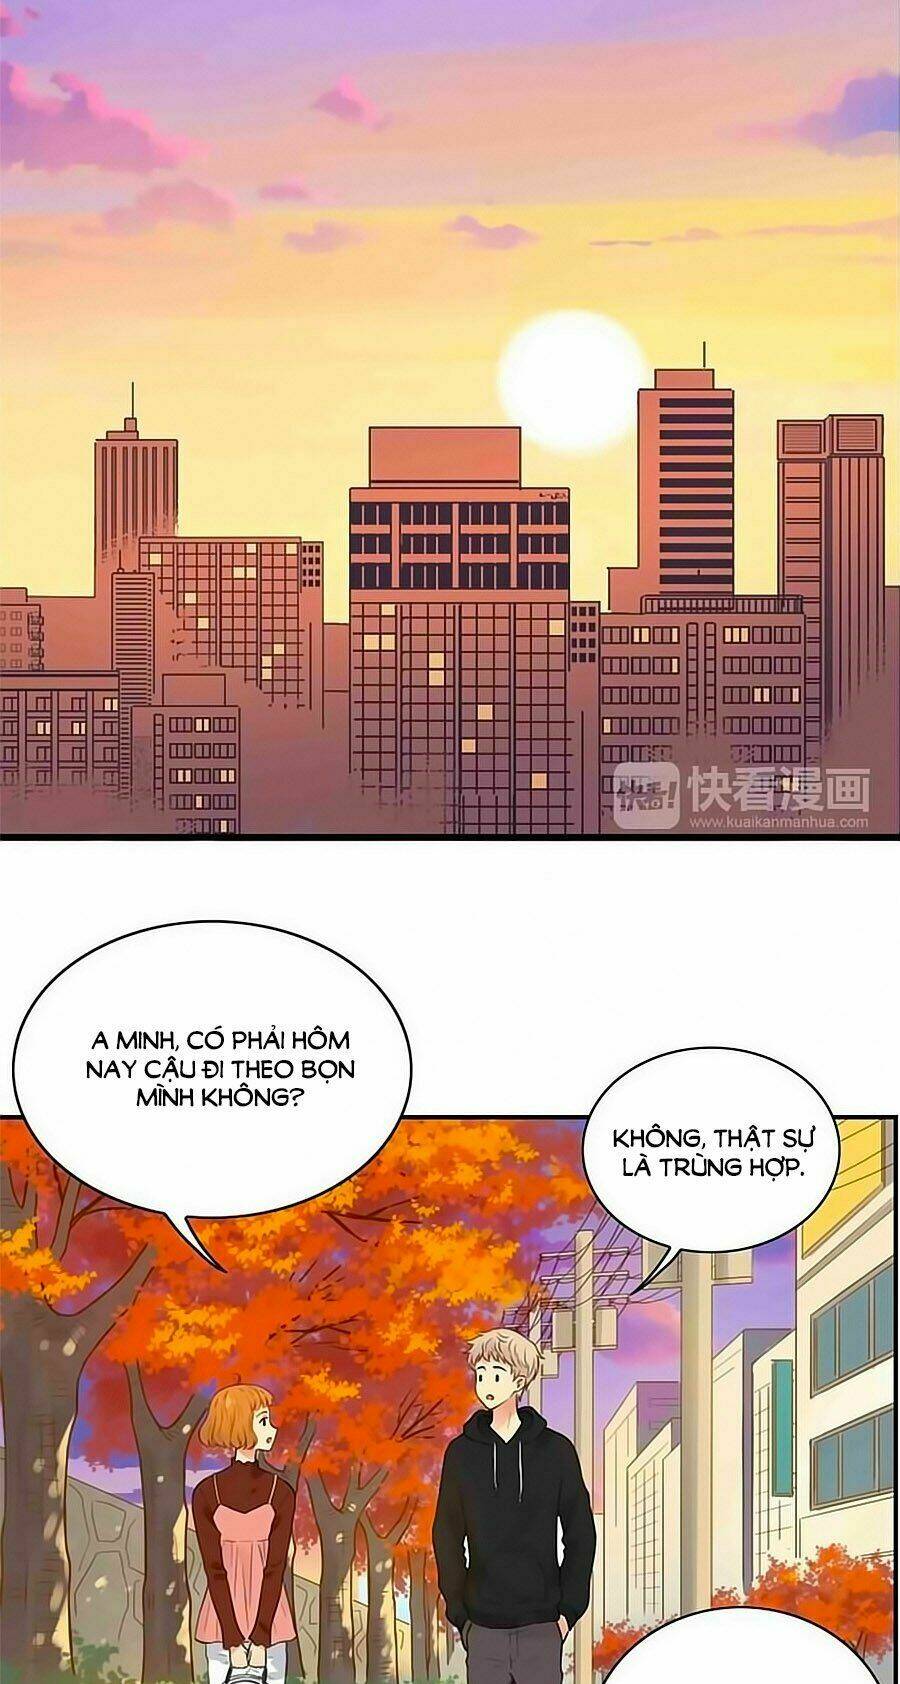 快看漫画
www.kuaikanmanhua.com
A MINH, CÓ PHẢI HÔM
NAY CẬU ĐI THEO BỌN
MÌNH KHÔNG?
KHÔNG, THẬT SỰ
LÀ TRÙNG HỢP.